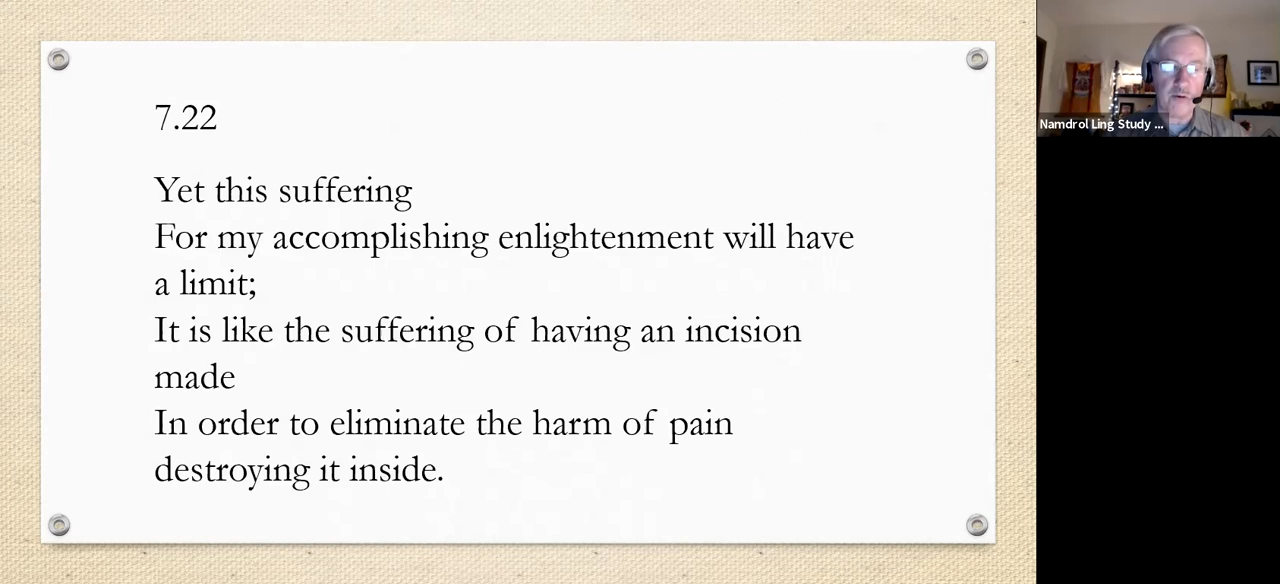 7.22
Yet this suffering
For my accomplishing enlightenment will have
a limit;
It is like the suffering of having an incision
made
In order to eliminate the harm of pain
destroying it inside.
Namdrol Ling Study ...